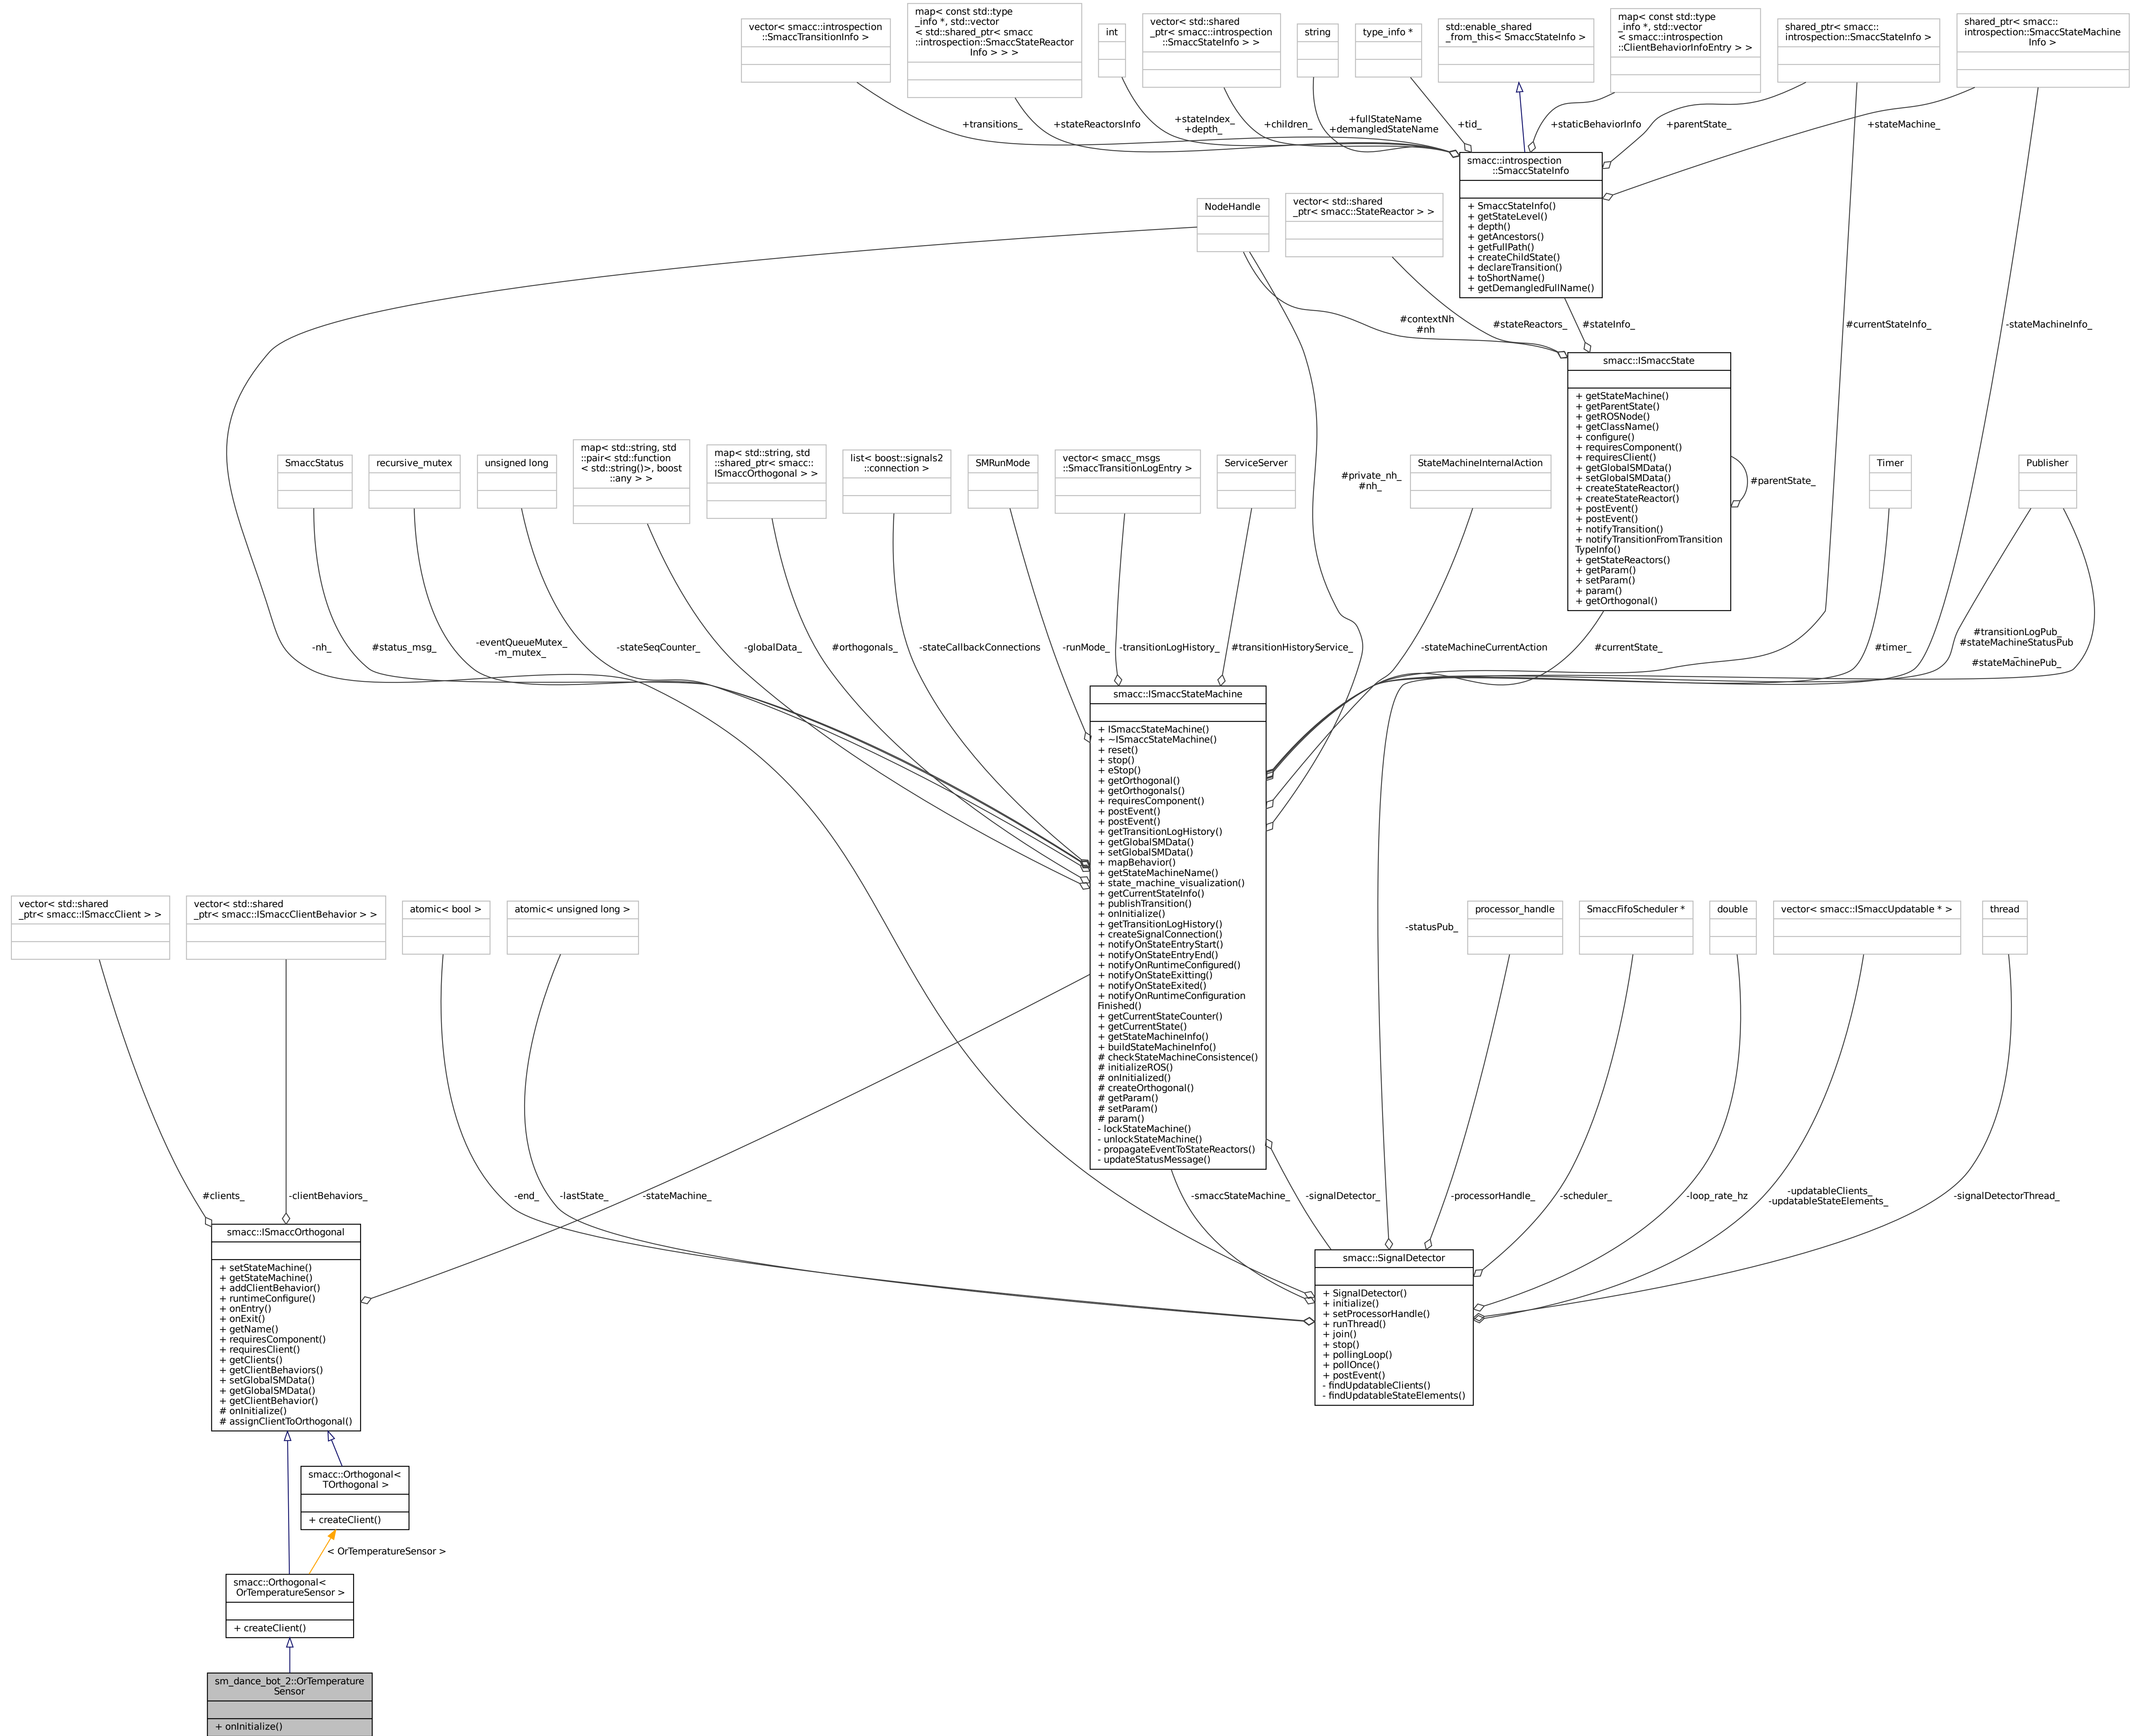 vector< smacc::introspection
::SmaccTransitionInfo >
map< const std::type
_info *, std::vector
< std::shared_ptr< smacc
::introspection::SmaccStateReactor
Info > > >
int
vector< std::shared
_ptr< smacc::introspection
::SmaccStateInfo > >
string
type_info *
std::enable_shared
_from_this< SmaccStateInfo >
map< const std::type
_info *, std::vector
< smacc::introspection
::ClientBehaviorInfoEntry > >
shared_ptr< smacc::
introspection::SmaccStateInfo >
shared_ptr< smacc::
introspection::SmaccStateMachine
Info >
+transitions_
+stateReactorsInfo
+stateIndex_
+depth_
+children_
+fullStateName
+demangledStateName
+tid_
+staticBehaviorInfo
+parentState_
+stateMachine_
smacc::introspection
::SmaccStateInfo
+ SmaccStateInfo()
+ getStateLevel()
+ depth()
+ getAncestors()
+ getFullPath()
+ createChildState()
+ declareTransition()
+ toShortName()
+ getDemangledFullName()
NodeHandle
vector< std::shared
_ptr< smacc::StateReactor > >
#contextNh
#nh
#stateReactors_
#stateInfo_
#currentStateInfo_
-stateMachineInfo_
smacc::ISmaccState
+ getStateMachine()
+ getParentState()
+ getROSNode()
+ getClassName()
+ configure()
+ requiresComponent()
+ requiresClient()
+ getGlobalSMData()
+ setGlobalSMData()
+ createStateReactor()
+ createStateReactor()
+ postEvent()
+ postEvent()
+ notifyTransition()
+ notifyTransitionFromTransition
TypeInfo()
+ getStateReactors()
+ getParam()
+ setParam()
+ param()
+ getOrthogonal()
#parentState_
SmaccStatus
recursive_mutex
unsigned long
map< std::string, std
::pair< std::function
< std::string()>, boost
::any > >
map< std::string, std
::shared_ptr< smacc::
ISmaccOrthogonal > >
list< boost::signals2
::connection >
SMRunMode
vector< smacc_msgs
::SmaccTransitionLogEntry >
ServiceServer
#private_nh_
#nh_
StateMachineInternalAction
Timer
Publisher
-nh_
#status_msg_
-eventQueueMutex_
-m_mutex_
-stateSeqCounter_
-globalData_
#orthogonals_
-stateCallbackConnections
-runMode_
-transitionLogHistory_
#transitionHistoryService_
-stateMachineCurrentAction
#currentState_
#timer_
#transitionLogPub_
#stateMachineStatusPub
_
#stateMachinePub_
smacc::ISmaccStateMachine
+ ISmaccStateMachine()
+ ~ISmaccStateMachine()
+ reset()
+ stop()
+ eStop()
+ getOrthogonal()
+ getOrthogonals()
+ requiresComponent()
+ postEvent()
+ postEvent()
+ getTransitionLogHistory()
+ getGlobalSMData()
+ setGlobalSMData()
+ mapBehavior()
+ getStateMachineName()
+ state_machine_visualization()
+ getCurrentStateInfo()
+ publishTransition()
+ onInitialize()
+ getTransitionLogHistory()
+ createSignalConnection()
+ notifyOnStateEntryStart()
+ notifyOnStateEntryEnd()
+ notifyOnRuntimeConfigured()
+ notifyOnStateExitting()
+ notifyOnStateExited()
+ notifyOnRuntimeConfiguration
Finished()
+ getCurrentStateCounter()
+ getCurrentState()
+ getStateMachineInfo()
+ buildStateMachineInfo()
# checkStateMachineConsistence()
# initializeROS()
# onInitialized()
# createOrthogonal()
# getParam()
# setParam()
# param()
- lockStateMachine()
- unlockStateMachine()
- propagateEventToStateReactors()
- updateStatusMessage()
vector< std::shared
_ptr< smacc::ISmaccClient > >
vector< std::shared
_ptr< smacc::ISmaccClientBehavior > >
atomic< bool >
atomic< unsigned long >
-statusPub_
processor_handle
SmaccFifoScheduler *
double
vector< smacc::ISmaccUpdatable * >
thread
#clients_
-clientBehaviors_
-end_
-lastState_
-stateMachine_
-smaccStateMachine_
-signalDetector_
-processorHandle_
-scheduler_
-loop_rate_hz
-updatableClients_
-updatableStateElements_
-signalDetectorThread_
smacc::ISmaccOrthogonal
+ setStateMachine()
+ getStateMachine()
+ addClientBehavior()
+ runtimeConfigure()
+ onEntry()
+ onExit()
+ getName()
+ requiresComponent()
+ requiresClient()
+ getClients()
+ getClientBehaviors()
+ setGlobalSMData()
+ getGlobalSMData()
+ getClientBehavior()
# onInitialize()
# assignClientToOrthogonal()
smacc::SignalDetector
+ SignalDetector()
+ initialize()
+ setProcessorHandle()
+ runThread()
+ join()
+ stop()
+ pollingLoop()
+ pollOnce()
+ postEvent()
- findUpdatableClients()
- findUpdatableStateElements()
smacc::Orthogonal<
TOrthogonal >
+ createClient()
< OrTemperatureSensor >
smacc::Orthogonal<
OrTemperatureSensor >
+ createClient()
sm_dance_bot_2::OrTemperature
Sensor
+ onInitialize()